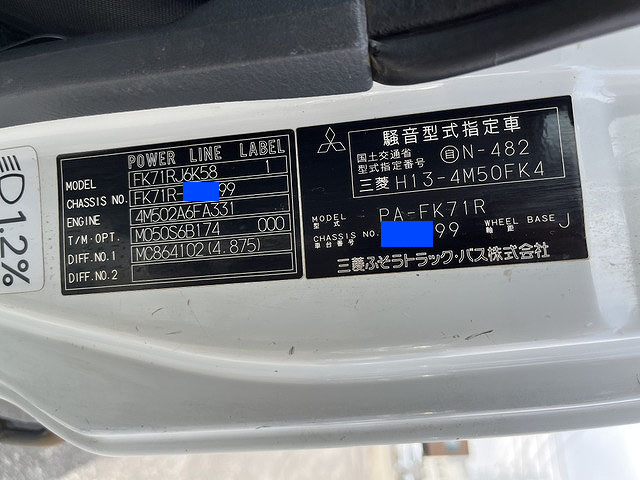 1.2%
POWER LINE LABEL
MODEL FK71RJ6K58 1
CHASSIS NO. FK71R- 99
ENGINE 4M502A6FA331
T/M・OPT. M050S6B174 000
DIFF.NO.1 MC864102(4.875)
DIFF.NO.2
騒音型式指定車
国土交通省
型式指定番号 自N-482
三菱 H13-4M50FK4
MODEL 型式 PA-FK71R
CHASSIS NO. 車台番号 99 WHEEL BASE 軸距 J
三菱ふそうトラック・バス株式会社